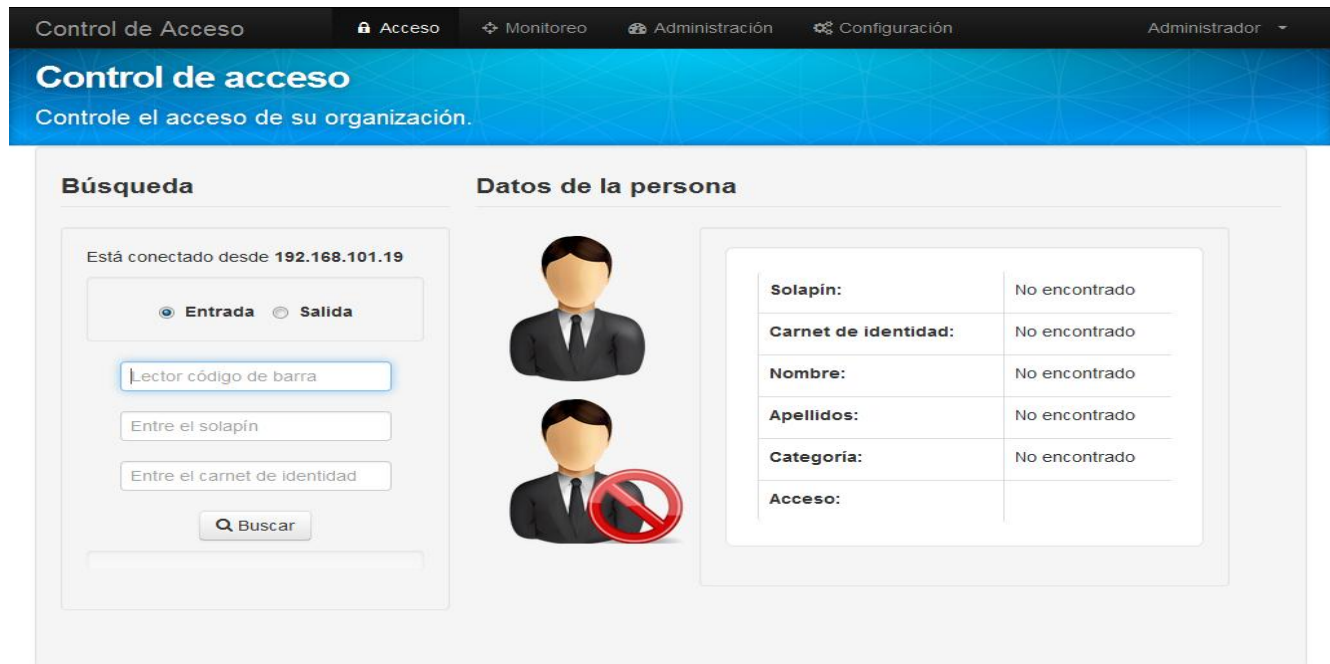 Control de Acceso Acceso Monitoreo Administración Configuración Administrador
Control de acceso
Controle el acceso de su organización.
Búsqueda
Está conectado desde 192.168.101.19
Entrada Salida
Lector código de barra
Entre el solapín
Entre el carnet de identidad
Buscar
Datos de la persona
Solapín: No encontrado
Carnet de identidad: No encontrado
Nombre: No encontrado
Apellidos: No encontrado
Categoría: No encontrado
Acceso: